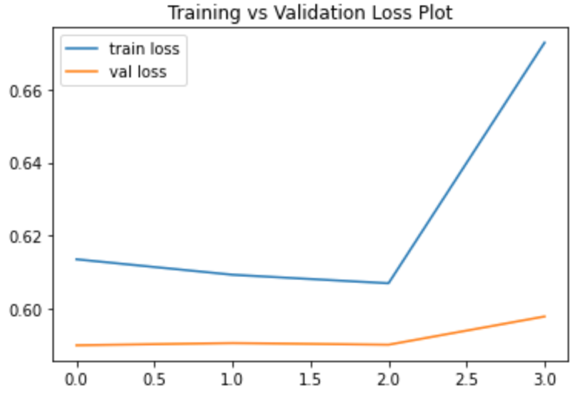 Training vs Validation Loss Plot
train loss
val loss
0.66
0.64
0.62
0.60
0.0 0.5 1.0 1.5 2.0 2.5 3.0